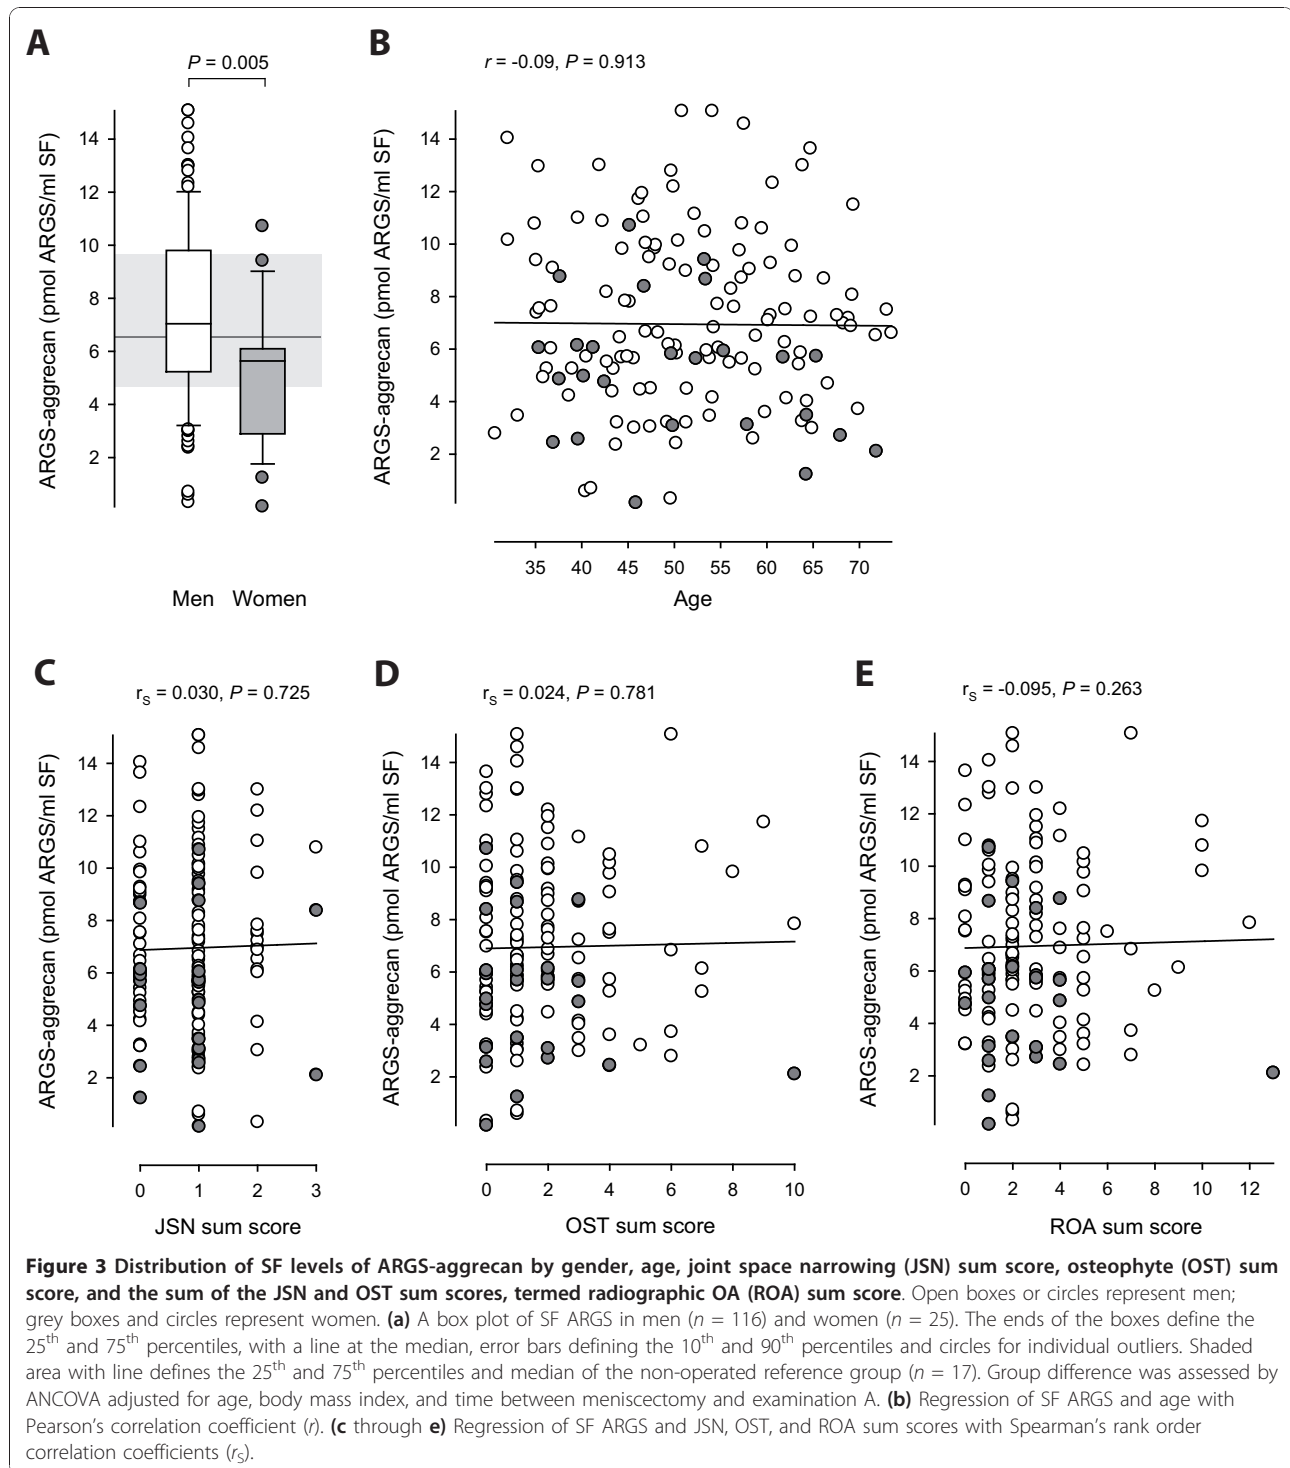 A
P = 0.005
ARGS-aggrecan (pmol ARGS/ml SF)
14
12
10
8
6
4
2
Men Women
B
r = -0.09, P = 0.913
ARGS-aggrecan (pmol ARGS/ml SF)
14
12
10
8
6
4
2
35 40 45 50 55 60 65 70
Age
C
rS = 0.030, P = 0.725
ARGS-aggrecan (pmol ARGS/ml SF)
14
12
10
8
6
4
2
0 1 2 3
JSN sum score
D
rS = 0.024, P = 0.781
ARGS-aggrecan (pmol ARGS/ml SF)
14
12
10
8
6
4
2
0 2 4 6 8 10
OST sum score
E
rS = -0.095, P = 0.263
ARGS-aggrecan (pmol ARGS/ml SF)
14
12
10
8
6
4
2
0 2 4 6 8 10 12
ROA sum score
Figure 3 Distribution of SF levels of ARGS-aggrecan by gender, age, joint space narrowing (JSN) sum score, osteophyte (OST) sum
score, and the sum of the JSN and OST sum scores, termed radiographic OA (ROA) sum score. Open boxes or circles represent men;
grey boxes and circles represent women. (a) A box plot of SF ARGS in men (n = 116) and women (n = 25). The ends of the boxes define the
25th and 75th percentiles, with a line at the median, error bars defining the 10th and 90th percentiles and circles for individual outliers. Shaded
area with line defines the 25th and 75th percentiles and median of the non-operated reference group (n = 17). Group difference was assessed by
ANCOVA adjusted for age, body mass index, and time between meniscectomy and examination A. (b) Regression of SF ARGS and age with
Pearson's correlation coefficient (r). (c through e) Regression of SF ARGS and JSN, OST, and ROA sum scores with Spearman's rank order
correlation coefficients (rS).